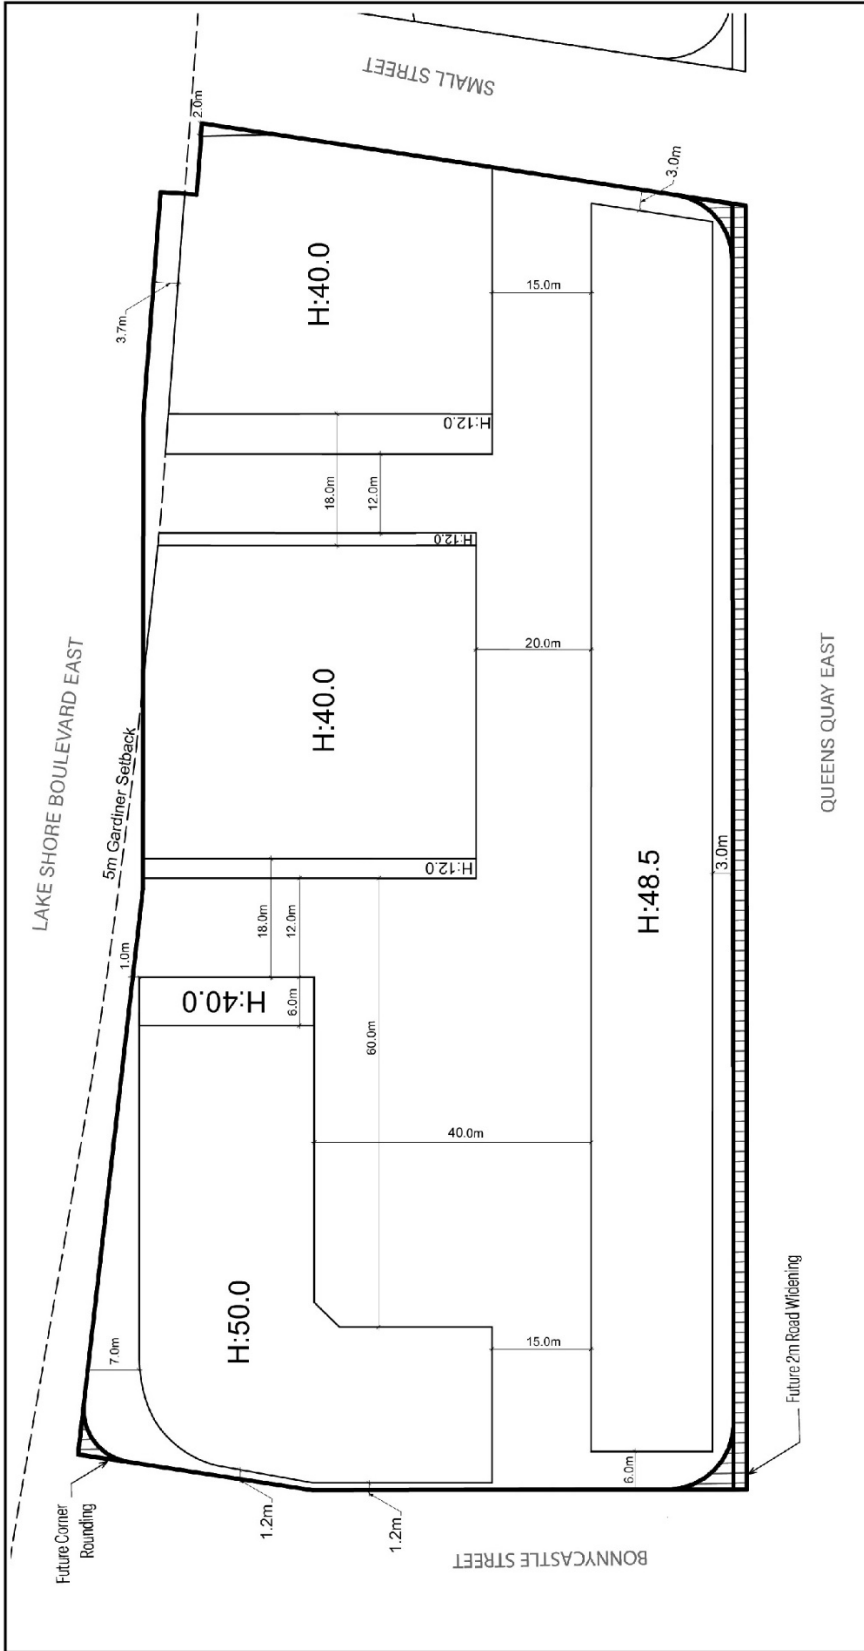 SMALL STREET
2.0m
3.7m
3.0m
H:40.0
15.0m
H:12.0
18.0m
12.0m
H:12.0
LAKE SHORE BOULEVARD EAST
5m Gardiner Setback
H:40.0
20.0m
QUEENS QUAY EAST
H:12.0
H:48.5
3.0m
18.0m
12.0m
1.0m
H:40.0
6.0m
60.0m
40.0m
H:50.0
7.0m
15.0m
Future 2m Road Widening
6.0m
Future Corner
Rounding
1.2m
1.2m
BONNYCASTLE STREET